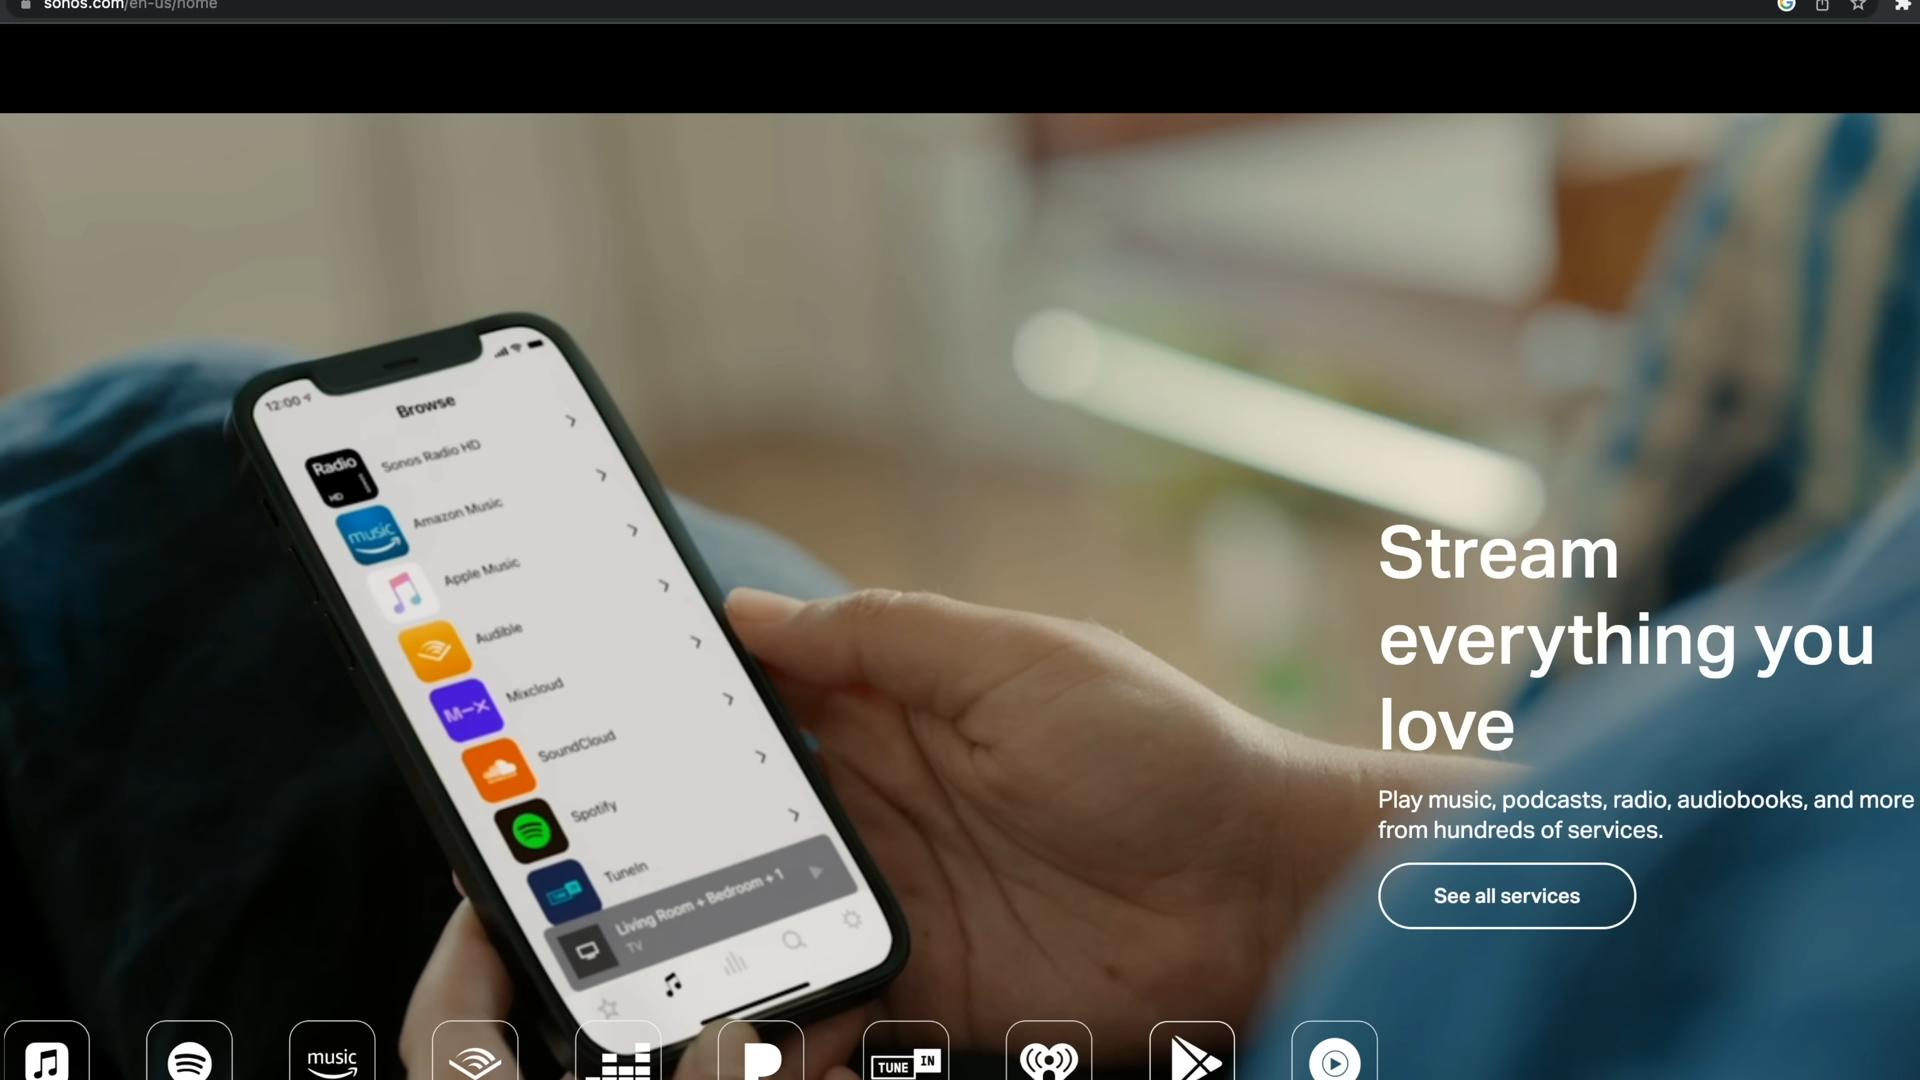 sonos.com/en-us/home
12:00
Browse
Radio
HD
Sonos Radio HD
music
Amazon Music
Apple Music
Audible
M-X
Mixcloud
SoundCloud
Spotify
TuneIn
Living Room + Bedroom + 1
TV
Stream
everything you
love
Play music, podcasts, radio, audiobooks, and more
from hundreds of services.
See all services
music
TUNE IN